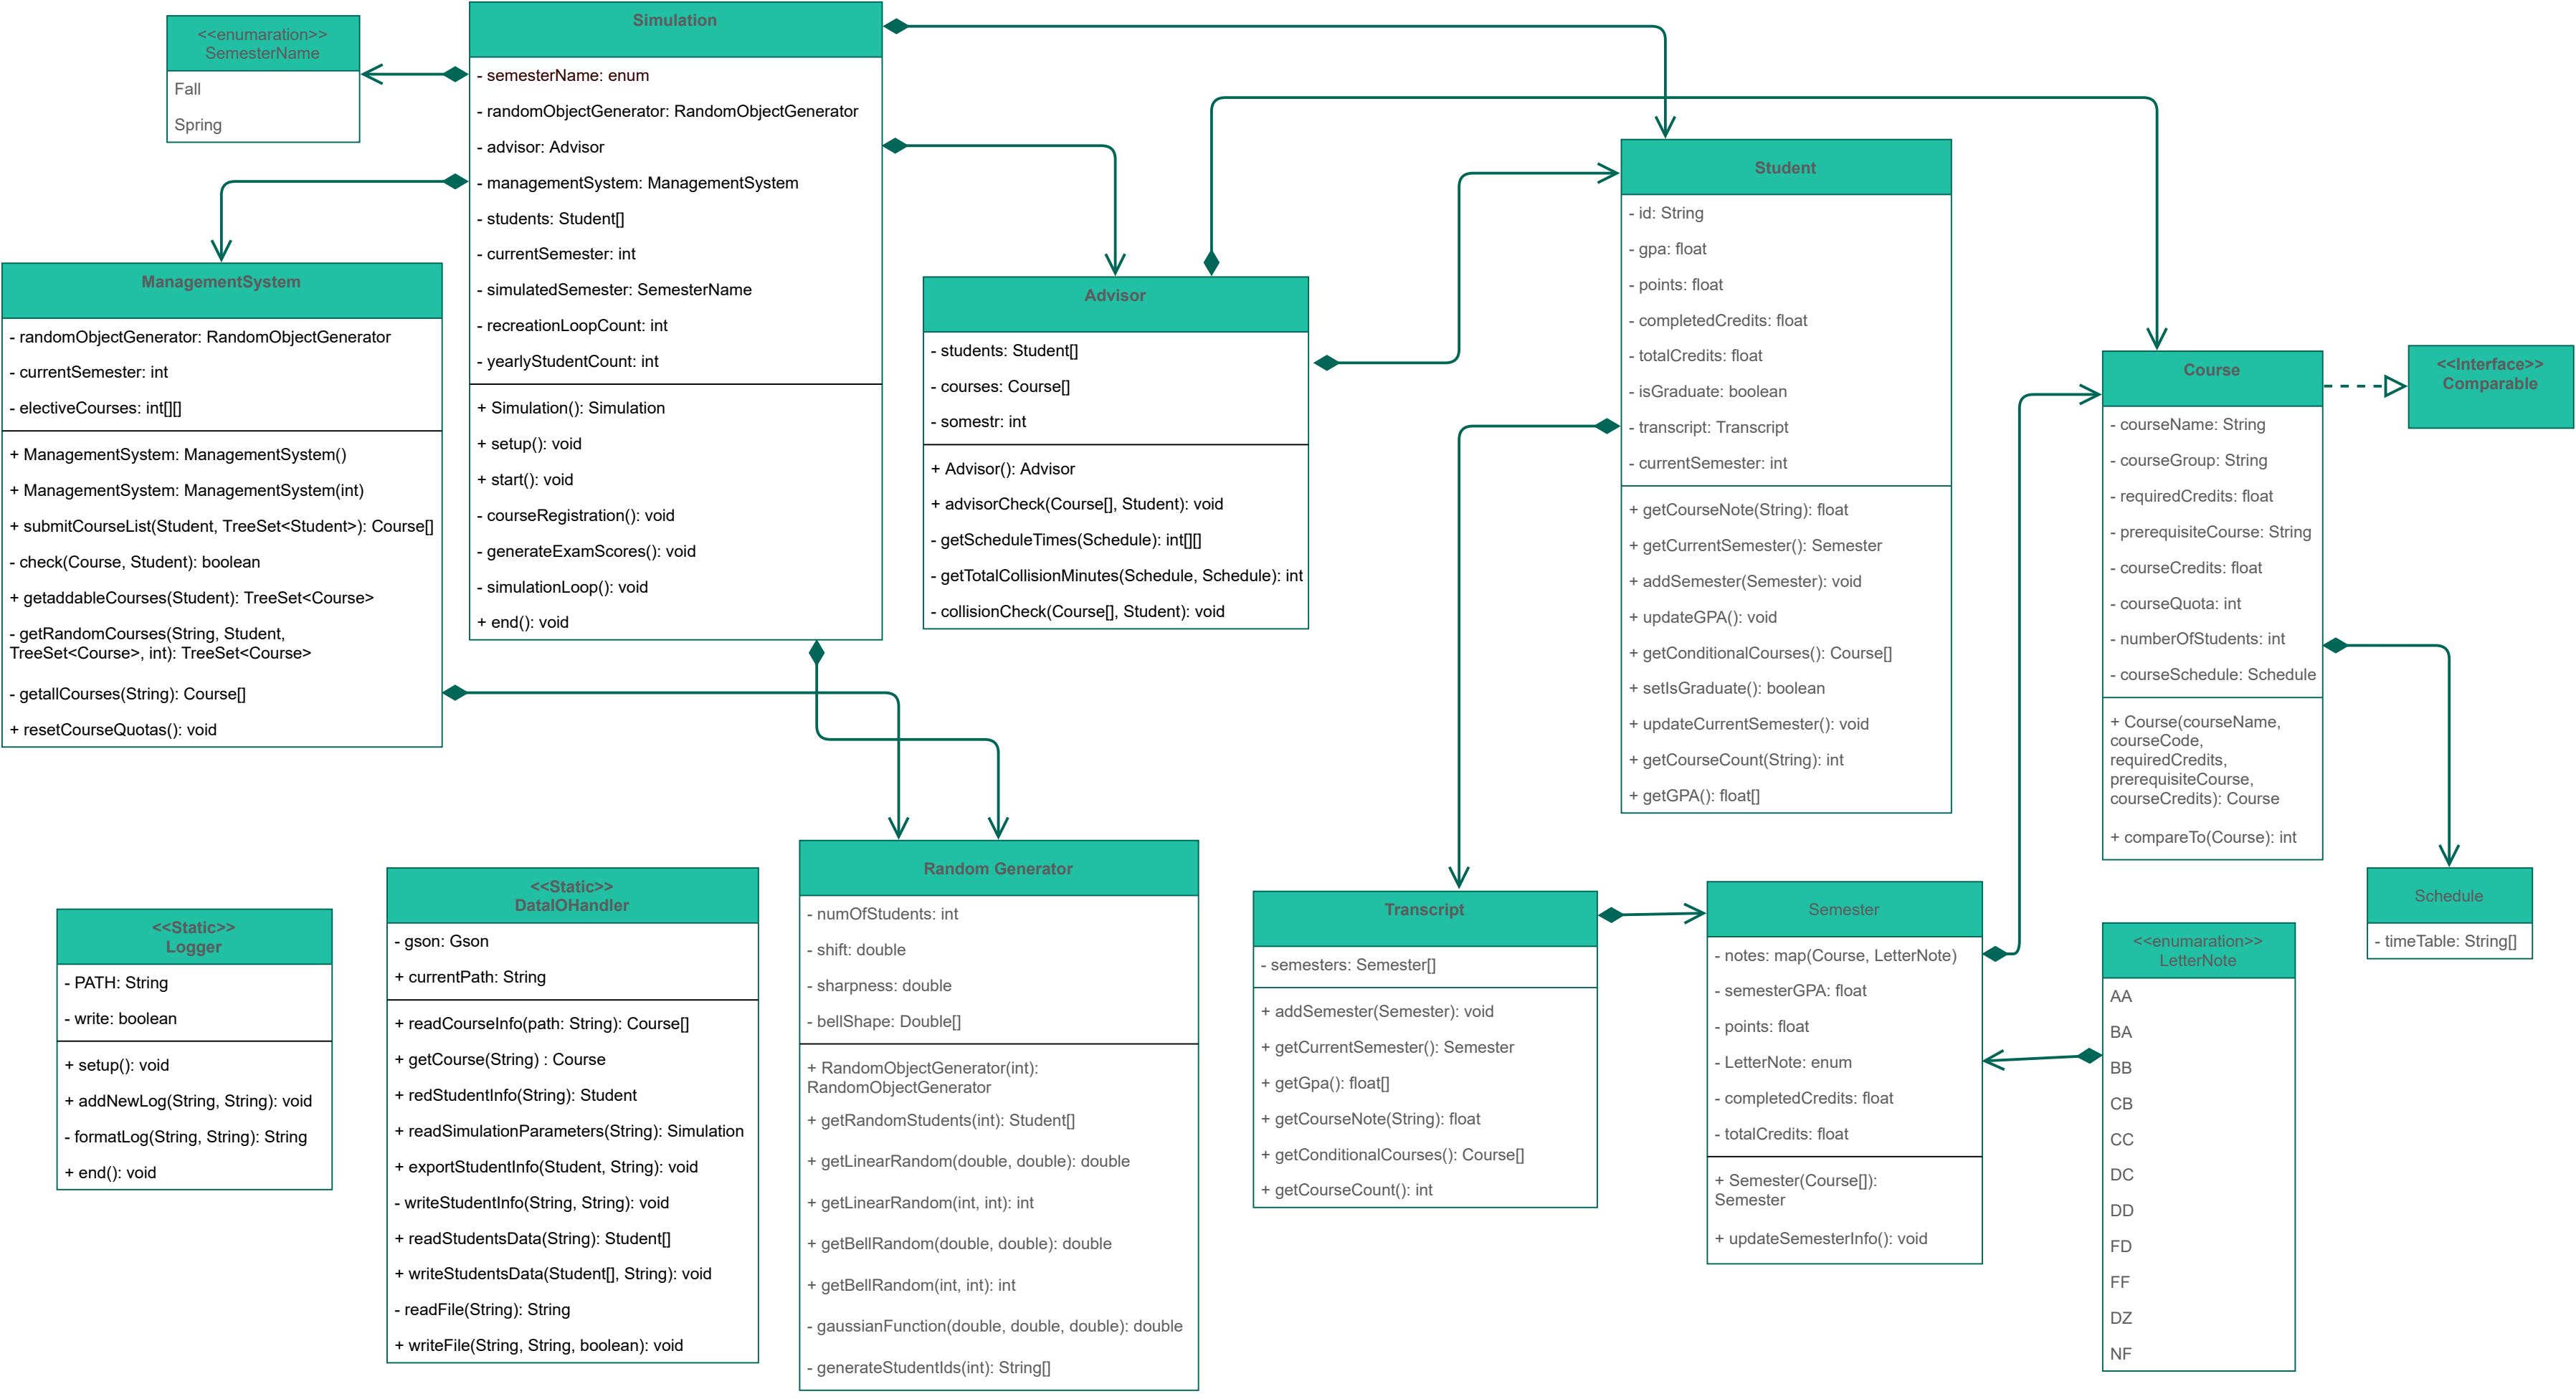 <<enumaration>>
SemesterName
Fall
Spring
Simulation
- semesterName: enum
- randomObjectGenerator: RandomObjectGenerator
- advisor: Advisor
- managementSystem: ManagementSystem
- students: Student[]
- currentSemester: int
- simulatedSemester: SemesterName
- recreationLoopCount: int
- yearlyStudentCount: int
+ Simulation(): Simulation
+ setup(): void
+ start(): void
- courseRegistration(): void
- generateExamScores(): void
- simulationLoop(): void
+ end(): void
ManagementSystem
- randomObjectGenerator: RandomObjectGenerator
- currentSemester: int
- electiveCourses: int[][]
+ ManagementSystem: ManagementSystem()
+ ManagementSystem: ManagementSystem(int)
+ submitCourseList(Student, TreeSet<Student>): Course[]
- check(Course, Student): boolean
+ getaddableCourses(Student): TreeSet<Course>
- getRandomCourses(String, Student,
TreeSet<Course>, int): TreeSet<Course>
- getallCourses(String): Course[]
+ resetCourseQuotas(): void
Advisor
- students: Student[]
- courses: Course[]
- somestr: int
+ Advisor(): Advisor
+ advisorCheck(Course[], Student): void
- getScheduleTimes(Schedule): int[][]
- getTotalCollisionMinutes(Schedule, Schedule): int
- collisionCheck(Course[], Student): void
Student
- id: String
- gpa: float
- points: float
- completedCredits: float
- totalCredits: float
- isGraduate: boolean
- transcript: Transcript
- currentSemester: int
+ getCourseNote(String): float
+ getCurrentSemester(): Semester
+ addSemester(Semester): void
+ updateGPA(): void
+ getConditionalCourses(): Course[]
+ setIsGraduate(): boolean
+ updateCurrentSemester(): void
+ getCourseCount(String): int
+ getGPA(): float[]
Course
- courseName: String
- courseGroup: String
- requiredCredits: float
- prerequisiteCourse: String
- courseCredits: float
- courseQuota: int
- numberOfStudents: int
- courseSchedule: Schedule
+ Course(courseName,
courseCode,
requiredCredits,
prerequisiteCourse,
courseCredits): Course
+ compareTo(Course): int
<<Interface>>
Comparable
<<Static>>
Logger
- PATH: String
- write: boolean
+ setup(): void
+ addNewLog(String, String): void
- formatLog(String, String): String
+ end(): void
<<Static>>
DataIOHandler
- gson: Gson
+ currentPath: String
+ readCourseInfo(path: String): Course[]
+ getCourse(String) : Course
+ redStudentInfo(String): Student
+ readSimulationParameters(String): Simulation
+ exportStudentInfo(Student, String): void
- writeStudentInfo(String, String): void
+ readStudentsData(String): Student[]
+ writeStudentsData(Student[], String): void
- readFile(String): String
+ writeFile(String, String, boolean): void
Random Generator
- numOfStudents: int
- shift: double
- sharpness: double
- bellShape: Double[]
+ RandomObjectGenerator(int):
RandomObjectGenerator
+ getRandomStudents(int): Student[]
+ getLinearRandom(double, double): double
+ getLinearRandom(int, int): int
+ getBellRandom(double, double): double
+ getBellRandom(int, int): int
- gaussianFunction(double, double, double): double
- generateStudentIds(int): String[]
Transcript
- semesters: Semester[]
+ addSemester(Semester): void
+ getCurrentSemester(): Semester
+ getGpa(): float[]
+ getCourseNote(String): float
+ getConditionalCourses(): Course[]
+ getCourseCount(): int
Semester
- notes: map(Course, LetterNote)
- semesterGPA: float
- points: float
- LetterNote: enum
- completedCredits: float
- totalCredits: float
+ Semester(Course[]):
Semester
+ updateSemesterInfo(): void
<<enumaration>>
LetterNote
AA
BA
BB
CB
CC
DC
DD
FD
FF
DZ
NF
Schedule
- timeTable: String[]